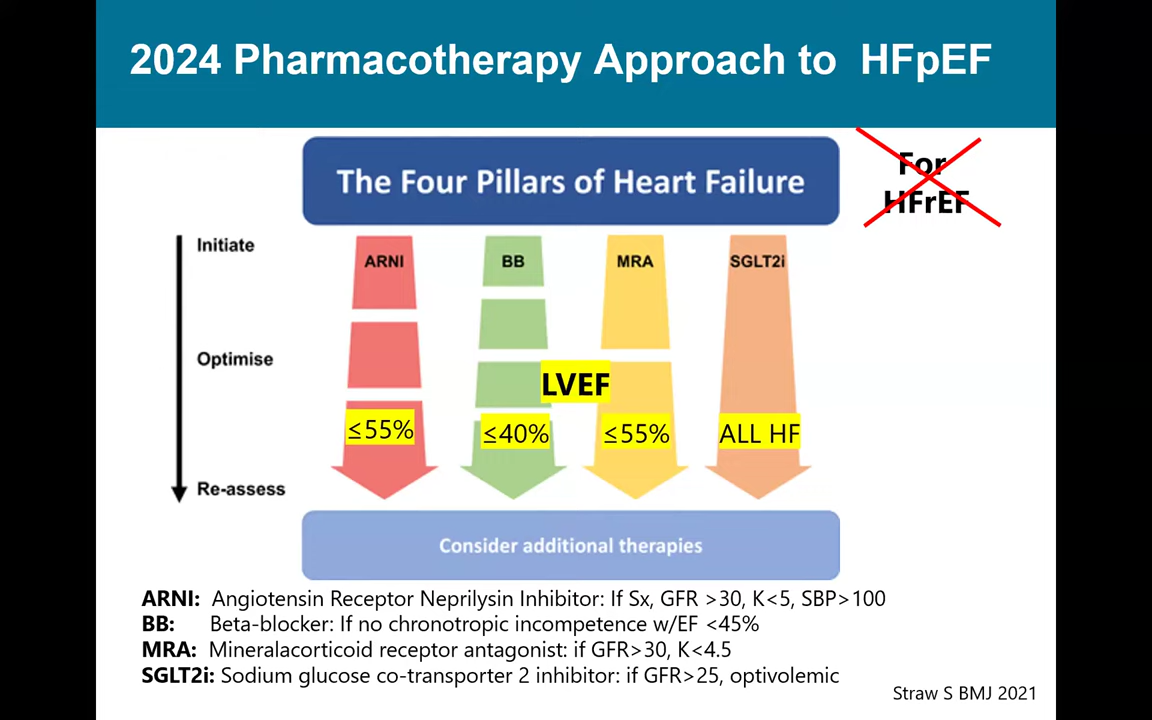 2024 Pharmacotherapy Approach to HFpEF
The Four Pillars of Heart Failure
For
HFrEF
Initiate
ARNI
BB
MRA
SGLT2i
Optimise
LVEF
≤55%
≤40%
≤55%
ALL HF
Re-assess
Consider additional therapies
ARNI: Angiotensin Receptor Neprilysin Inhibitor: If Sx, GFR >30, K<5, SBP>100
BB: Beta-blocker: If no chronotropic incompetence w/EF <45%
MRA: Mineralacorticoid receptor antagonist: if GFR>30, K<4.5
SGLT2i: Sodium glucose co-transporter 2 inhibitor: if GFR>25, optivolemic
Straw S BMJ 2021